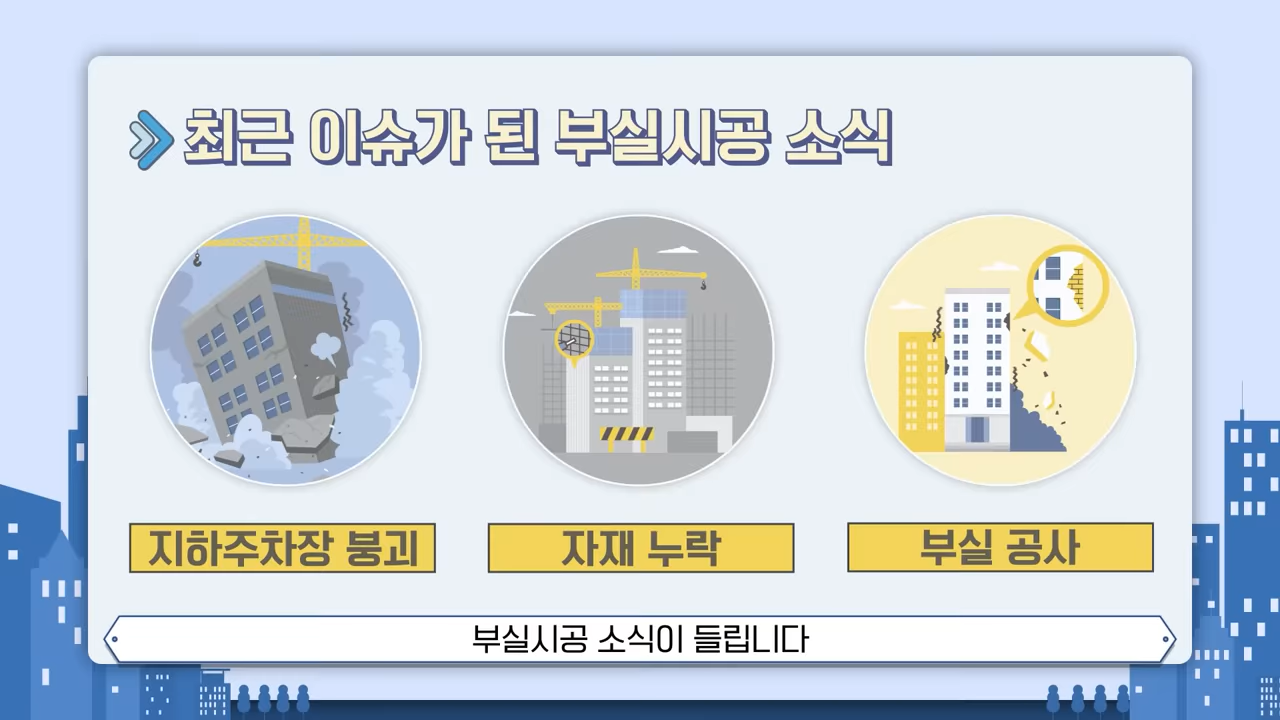 최근 이슈가 된 부실시공 소식
지하주차장 붕괴
자재 누락
부실 공사
부실시공 소식이 들립니다